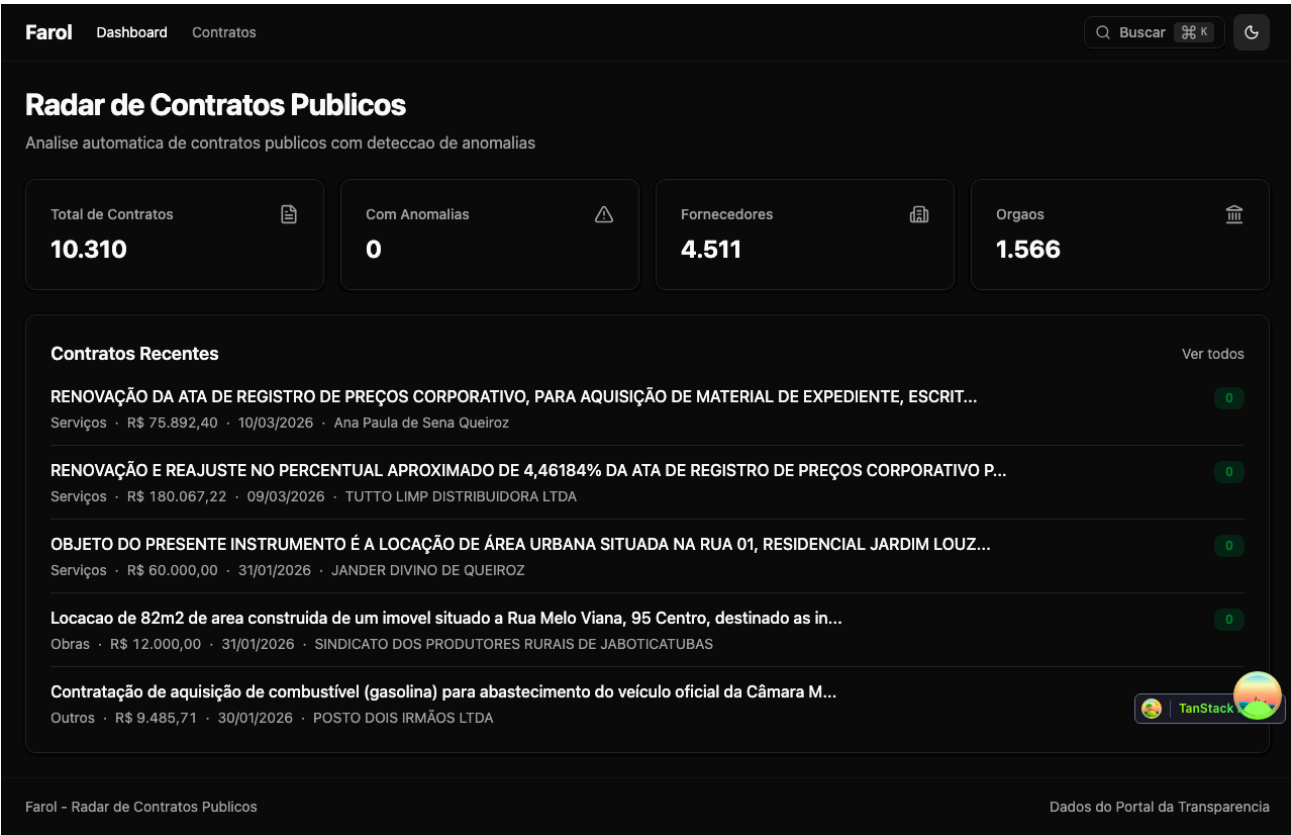 Farol Dashboard Contratos Buscar ⌘ K
Radar de Contratos Publicos
Analise automatica de contratos publicos com deteccao de anomalias
Total de Contratos
10.310
Com Anomalias
0
Fornecedores
4.511
Orgaos
1.566
Contratos Recentes Ver todos
RENOVAÇÃO DA ATA DE REGISTRO DE PREÇOS CORPORATIVO, PARA AQUISIÇÃO DE MATERIAL DE EXPEDIENTE, ESCRIT... 0
Serviços · R$ 75.892,40 · 10/03/2026 · Ana Paula de Sena Queiroz
RENOVAÇÃO E REAJUSTE NO PERCENTUAL APROXIMADO DE 4,46184% DA ATA DE REGISTRO DE PREÇOS CORPORATIVO P... 0
Serviços · R$ 180.067,22 · 09/03/2026 · TUTTO LIMP DISTRIBUIDORA LTDA
OBJETO DO PRESENTE INSTRUMENTO É A LOCAÇÃO DE ÁREA URBANA SITUADA NA RUA 01, RESIDENCIAL JARDIM LOUZ... 0
Serviços · R$ 60.000,00 · 31/01/2026 · JANDER DIVINO DE QUEIROZ
Locacao de 82m2 de area construida de um imovel situado a Rua Melo Viana, 95 Centro, destinado as in... 0
Obras · R$ 12.000,00 · 31/01/2026 · SINDICATO DOS PRODUTORES RURAIS DE JABOTICATUBAS
Contratação de aquisição de combustível (gasolina) para abastecimento do veículo oficial da Câmara M...
Outros · R$ 9.485,71 · 30/01/2026 · POSTO DOIS IRMÃOS LTDA
TanStack
Farol - Radar de Contratos Publicos Dados do Portal da Transparencia